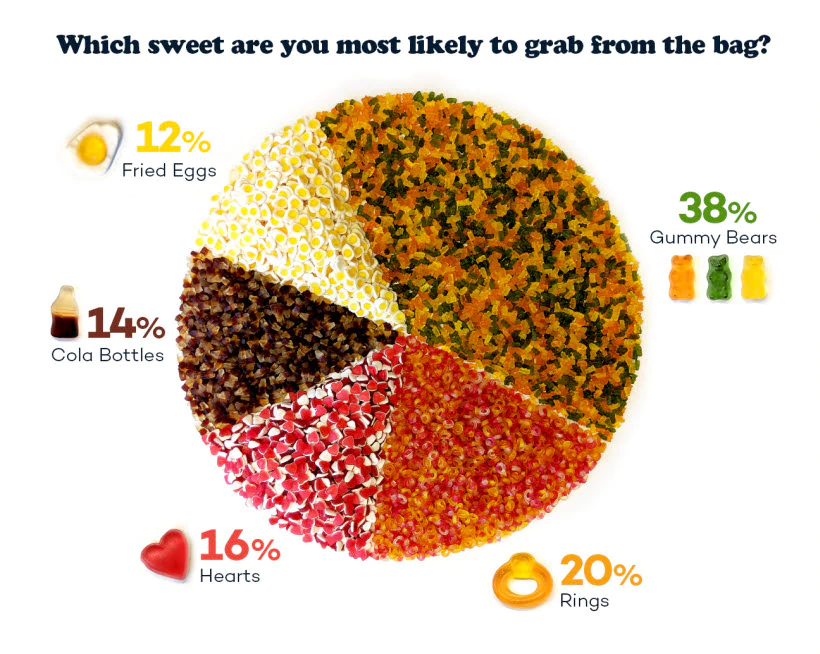 Which sweet are you most likely to grab from the bag?
12%
Fried Eggs
38%
Gummy Bears
14%
Cola Bottles
16%
Hearts
20%
Rings